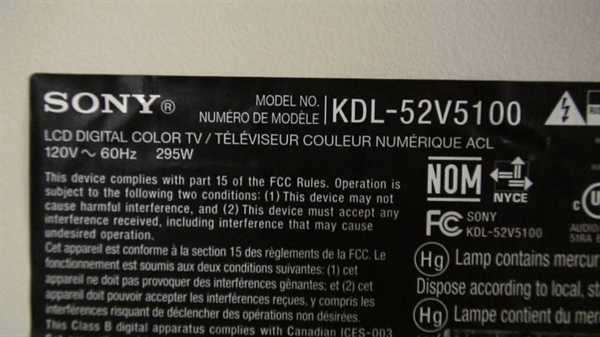 SONY®
MODEL NO.
NUMÉRO DE MODÈLE
KDL-52V5100
LCD DIGITAL COLOR TV / TÉLÉVISEUR COULEUR NUMÉRIQUE ACL
120V ~ 60Hz 295W
This device complies with part 15 of the FCC Rules. Operation is
subject to the following two conditions: (1) This device may not
cause harmful interference, and (2) This device must accept any
interference received, including interference that may cause
undesired operation.
Cet appareil est conforme à la section 15 des règlements de la FCC. Le
fonctionnement est soumis aux deux conditions suivantes: (1) cet
appareil ne doit pas provoquer des interférences gênantes; et (2) cet
appareil doit pouvoir accepter les interférences reçues, y compris les
interférences risquant de déclencher des opérations non désirées.
This Class B digital apparatus complies with Canadian ICES-003
NOM
NYCE
FC SONY
KDL-52V5100
c U
AUDIO
51RA
Hg Lamp contains mercur
Dispose according to local, st
Hg Lampe contient du mer